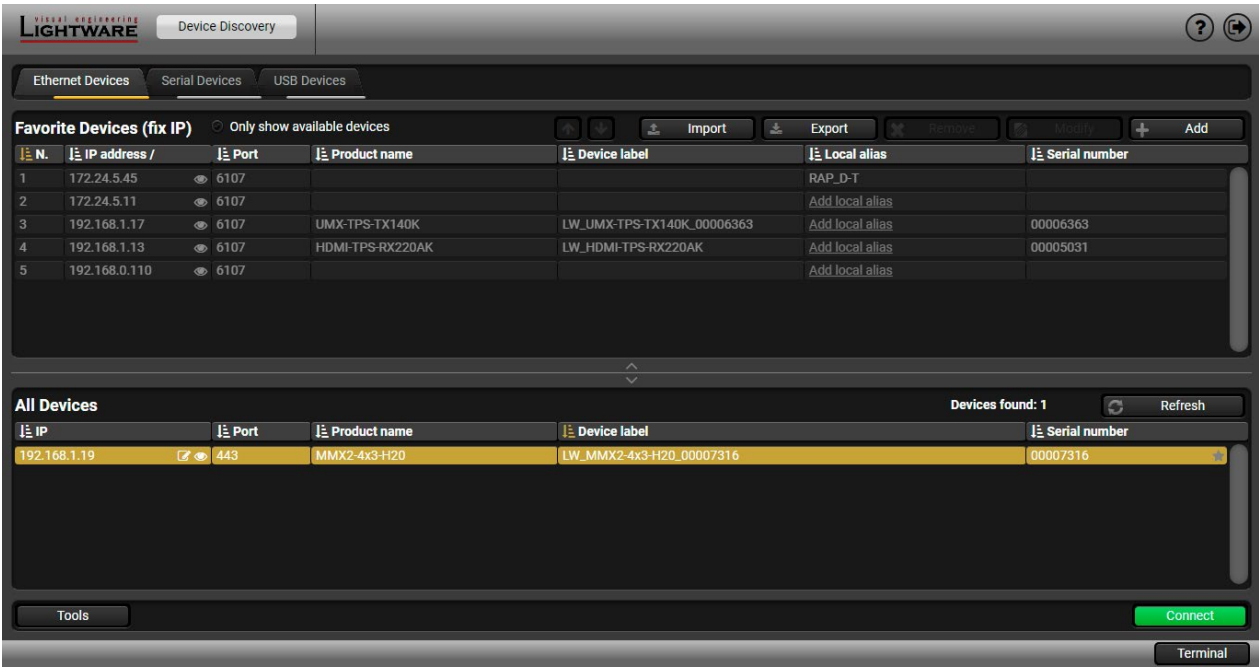 visual engineering
LIGHTWARE
Device Discovery
?
Ethernet Devices Serial Devices USB Devices
Favorite Devices (fix IP) Only show available devices Import Export Remove Modify Add
N. IP address / Port Product name Device label Local alias Serial number
1 172.24.5.45 6107 RAP_D-T
2 172.24.5.11 6107 Add local alias
3 192.168.1.17 6107 UMX-TPS-TX140K LW_UMX-TPS-TX140K_00006363 Add local alias 00006363
4 192.168.1.13 6107 HDMI-TPS-RX220AK LW_HDMI-TPS-RX220AK Add local alias 00005031
5 192.168.0.110 6107 Add local alias
All Devices Devices found: 1 Refresh
IP Port Product name Device label Serial number
192.168.1.19 443 MMX2-4x3-H20 LW_MMX2-4x3-H20_00007316 00007316
Tools Connect
Terminal